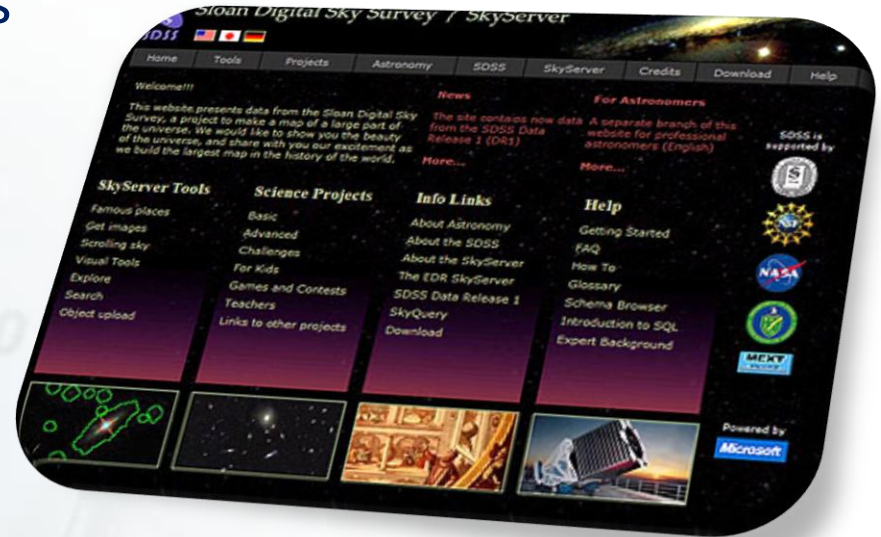 s
Sloan Digital Sky Survey / SkyServer
SDSS
Home Tools Projects Astronomy SDSS SkyServer Credits Download Help
Welcome!!!
This website presents data from the Sloan Digital Sky
Survey, a project to make a map of a large part of
the universe. We would like to show you the beauty
of the universe, and share with you our excitement as
we build the largest map in the history of the world.
News
The site contains now data
from the SDSS Data
Release 1 (DR1)
More...
For Astronomers
A separate branch of this
website for professional
astronomers (English)
More...
SDSS is
supported by
SkyServer Tools
Famous places
Get images
Scrolling sky
Visual Tools
Explore
Search
Object upload
Science Projects
Basic
Advanced
Challenges
For Kids
Games and Contests
Teachers
Links to other projects
Info Links
About Astronomy
About the SDSS
About the SkyServer
The EDR SkyServer
SDSS Data Release 1
SkyQuery
Download
Help
Getting Started
FAQ
How To
Glossary
Schema Browser
Introduction to SQL
Expert Background
S
NSF
NASA
MEXT
Powered by
Microsoft